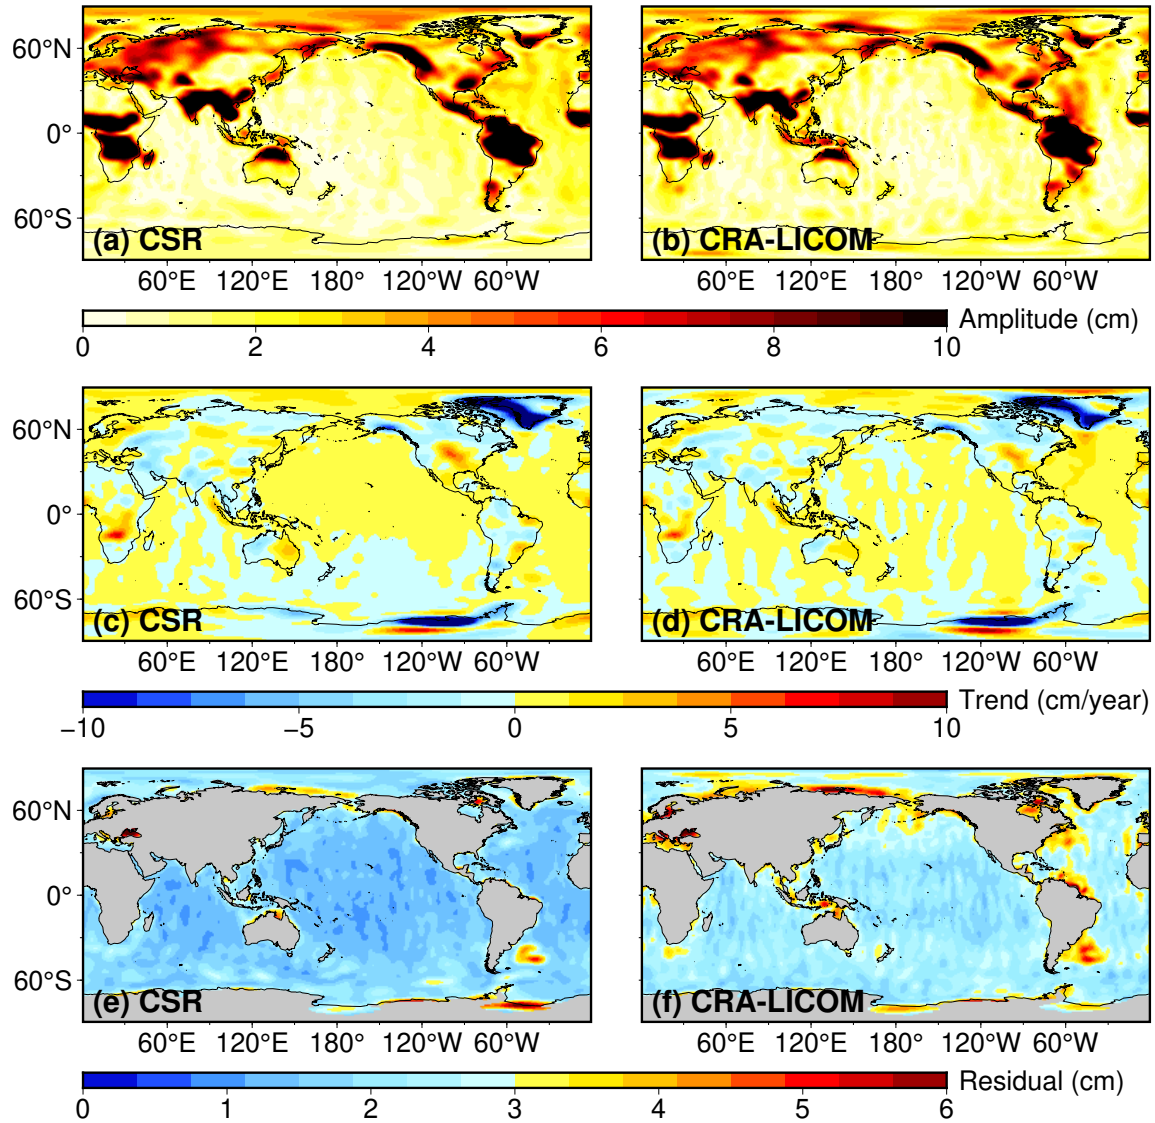 60°N
0°
60°S
(a) CSR
(b) CRA-LICOM
60°E 120°E 180° 120°W 60°W
60°E 120°E 180° 120°W 60°W
Amplitude (cm)
0 2 4 6 8 10
60°N
0°
60°S
(c) CSR
(d) CRA-LICOM
60°E 120°E 180° 120°W 60°W
60°E 120°E 180° 120°W 60°W
Trend (cm/year)
−10 −5 0 5 10
60°N
0°
60°S
(e) CSR
(f) CRA-LICOM
60°E 120°E 180° 120°W 60°W
60°E 120°E 180° 120°W 60°W
Residual (cm)
0 1 2 3 4 5 6